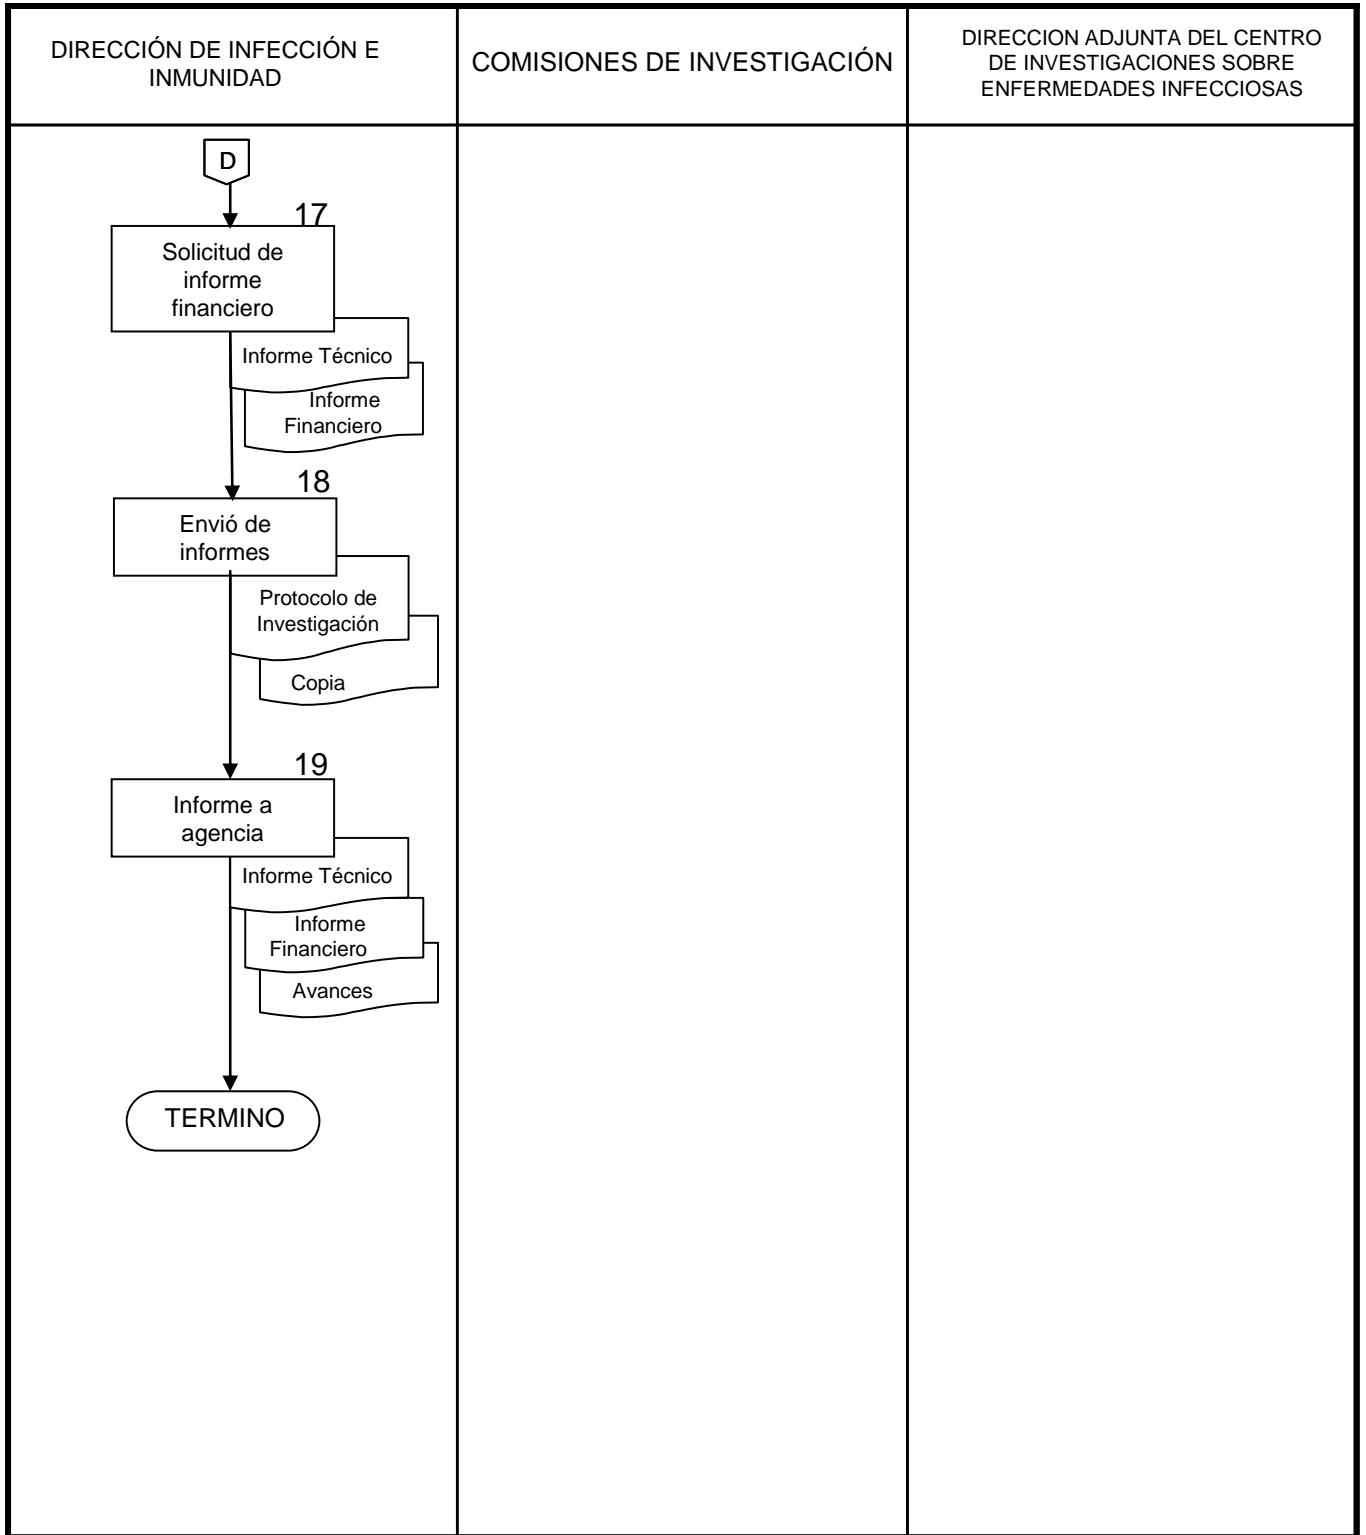 DIRECCIÓN DE INFECCIÓN E
INMUNIDAD
COMISIONES DE INVESTIGACIÓN
DIRECCION ADJUNTA DEL CENTRO
DE INVESTIGACIONES SOBRE
ENFERMEDADES INFECCIOSAS
D
17
Solicitud de
informe
financiero
Informe Técnico
Informe
Financiero
18
Envió de
informes
Protocolo de
Investigación
Copia
19
Informe a
agencia
Informe Técnico
Informe
Financiero
Avances
TERMINO